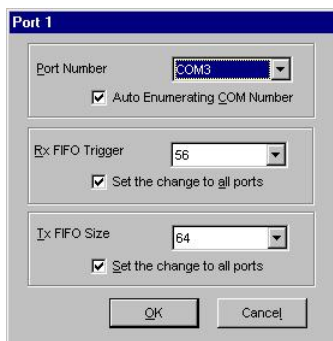 Port 1
Port Number COM3
Auto Enumerating COM Number
Rx FIFO Trigger 56
Set the change to all ports
Tx FIFO Size 64
Set the change to all ports
OK Cancel